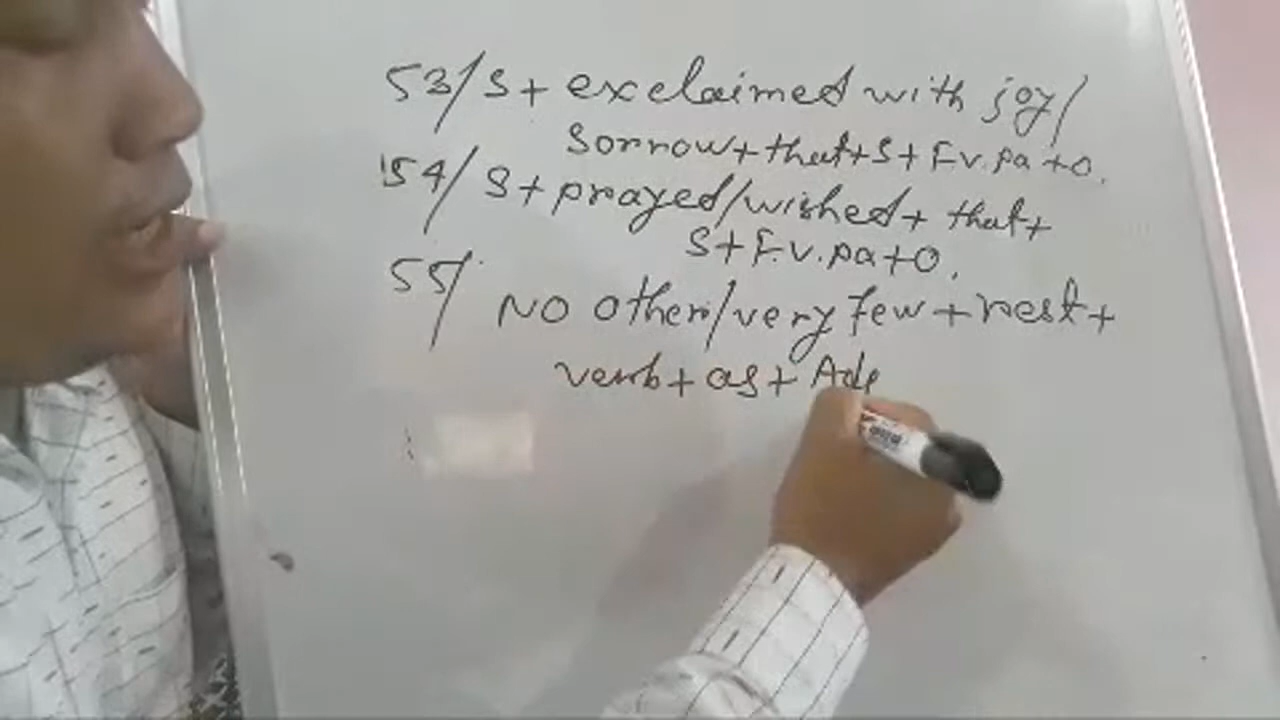 53/ S + exclaimed with joy/
Sorrow + that + S + F.v.pa + O.
54/ S + prayed/wished + that +
S + F.v.pa + O.
55/ No other/very few + rest +
verb + as + Ade